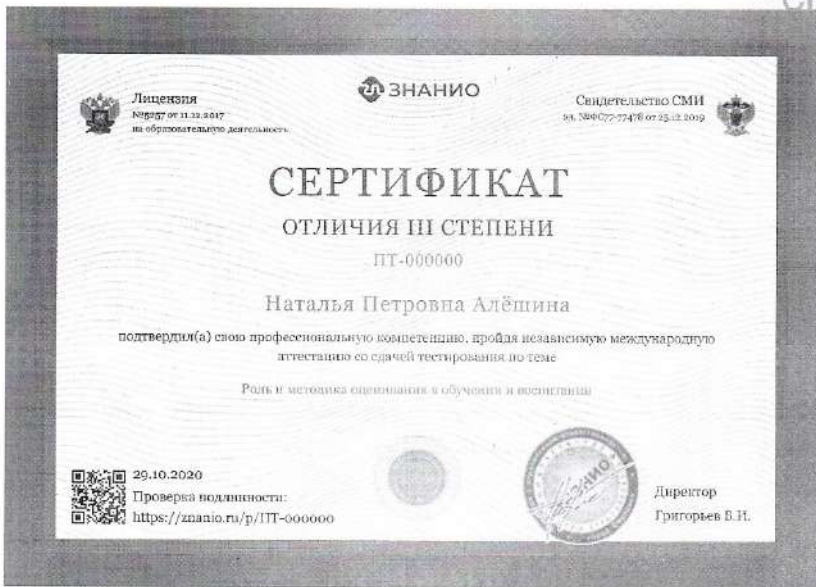 Лицензия
№5257 от 11.12.2017
на образовательную деятельность
ЗНАНИО
Свидетельство СМИ
эл. №ФС77-77478 от 25.12.2019
СЕРТИФИКАТ
ОТЛИЧИЯ III СТЕПЕНИ
ПТ-000000
Наталья Петровна Алёшина
подтвердил(а) свою профессиональную компетенцию, пройдя независимую международную
аттестацию со сдачей тестирования по теме
Роль и методика оценивания в обучении и воспитании
29.10.2020
Проверка подлинности:
https://znanio.ru/p/ПТ-000000
ЗНАНИО
Директор
Григорьев В.И.